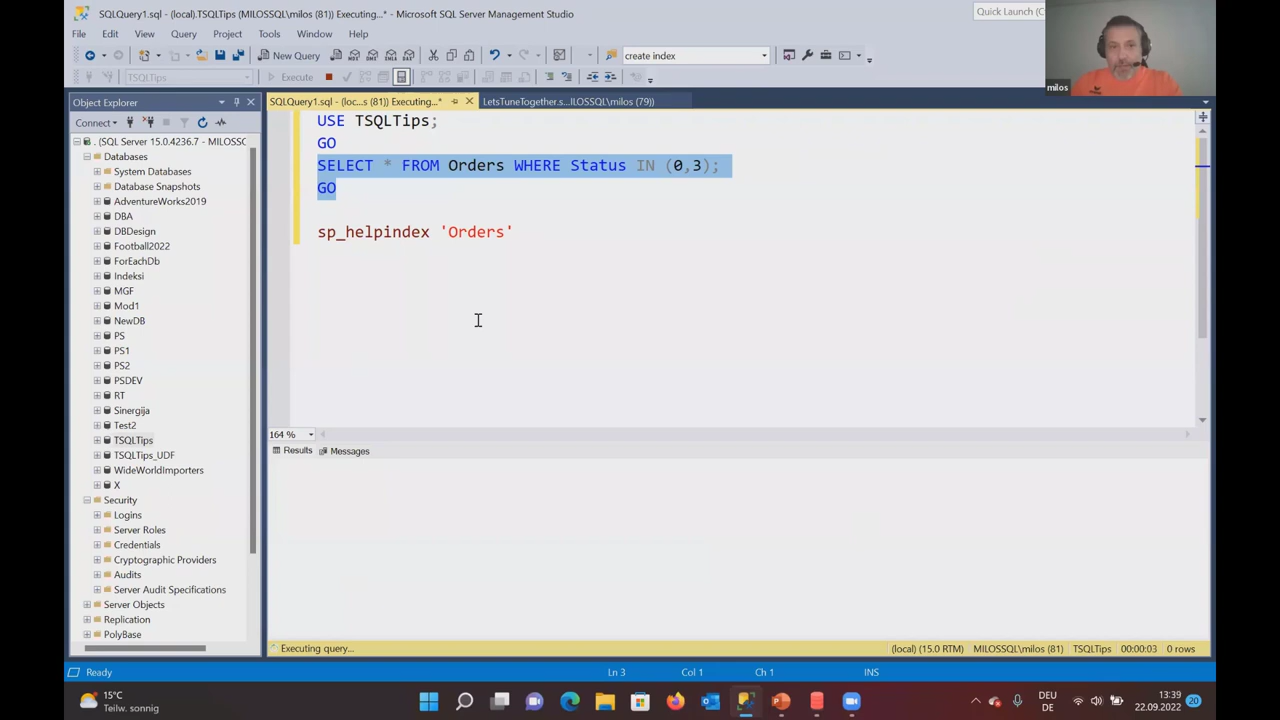 SQLQuery1.sql - (local).TSQLTips (MILOSSQL\milos (81)) Executing...* - Microsoft SQL Server Management Studio
Quick Launch (C
File Edit View Query Project Tools Window Help
New Query
create index
TSQLTips
Execute
milos
Object Explorer
SQLQuery1.sql - (loc...s (81)) Executing...*
LetsTuneTogether.s...ILOSSQL\milos (79))
Connect
. (SQL Server 15.0.4236.7 - MILOSSC
Databases
System Databases
Database Snapshots
AdventureWorks2019
DBA
DBDesign
Football2022
ForEachDb
Indeksi
MGF
Mod1
NewDB
PS
PS1
PS2
PSDEV
RT
Sinergija
Test2
TSQLTips
TSQLTips_UDF
WideWorldImporters
X
Security
Logins
Server Roles
Credentials
Cryptographic Providers
Audits
Server Audit Specifications
Server Objects
Replication
PolyBase
USE TSQLTips;
GO
SELECT * FROM Orders WHERE Status IN (0,3);
GO
sp_helpindex 'Orders'
164 %
Results Messages
Executing query...
(local) (15.0 RTM) MILOSSQL\milos (81) TSQLTips 00:00:03 0 rows
Ready
Ln 3 Col 1 Ch 1 INS
15°C
Teilw. sonnig
DEU
DE
13:39
22.09.2022
20